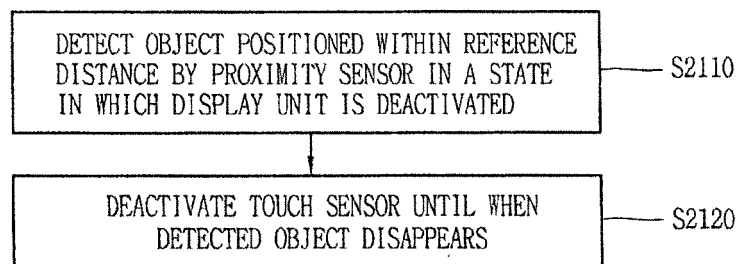 DETECT OBJECT POSITIONED WITHIN REFERENCE
DISTANCE BY PROXIMITY SENSOR IN A STATE
IN WHICH DISPLAY UNIT IS DEACTIVATED
S2110
DEACTIVATE TOUCH SENSOR UNTIL WHEN
DETECTED OBJECT DISAPPEARS
S2120